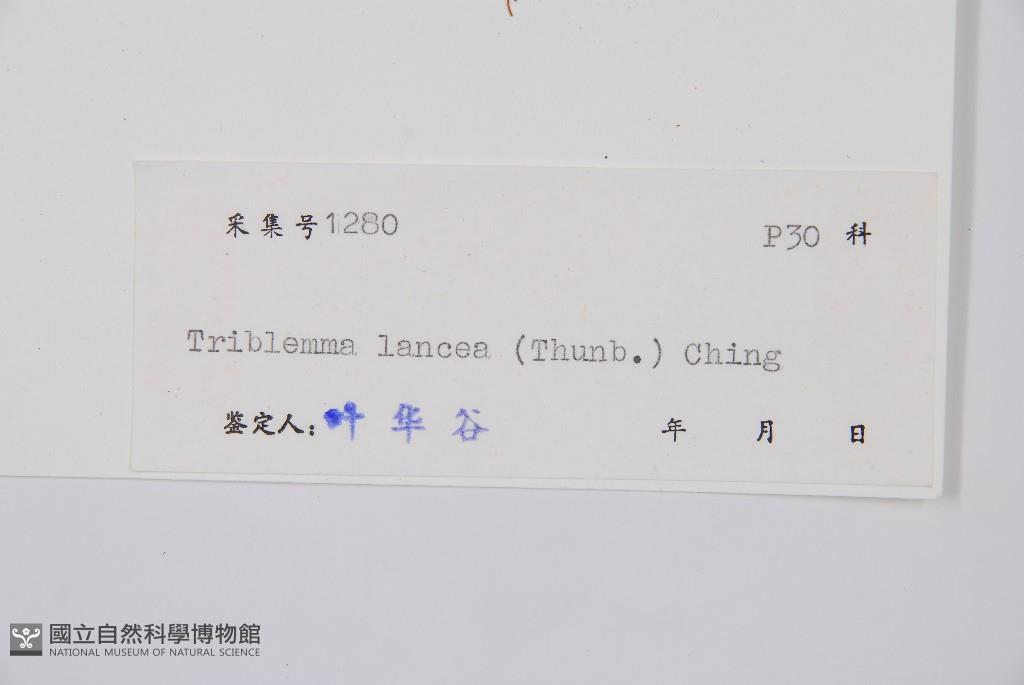 采集号1280 P30 科
Triblemma lancea (Thunb.) Ching
鉴定人：叶华谷 年 月 日
國立自然科學博物館
NATIONAL MUSEUM OF NATURAL SCIENCE